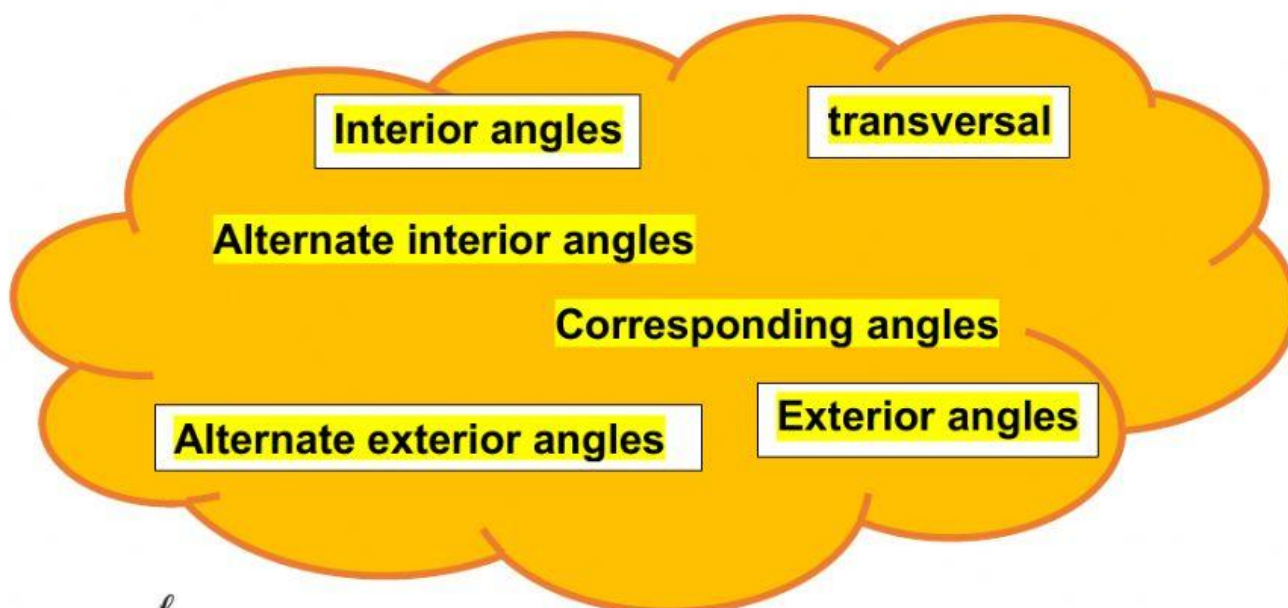 Interior angles
transversal
Alternate interior angles
Corresponding angles
Alternate exterior angles
Exterior angles